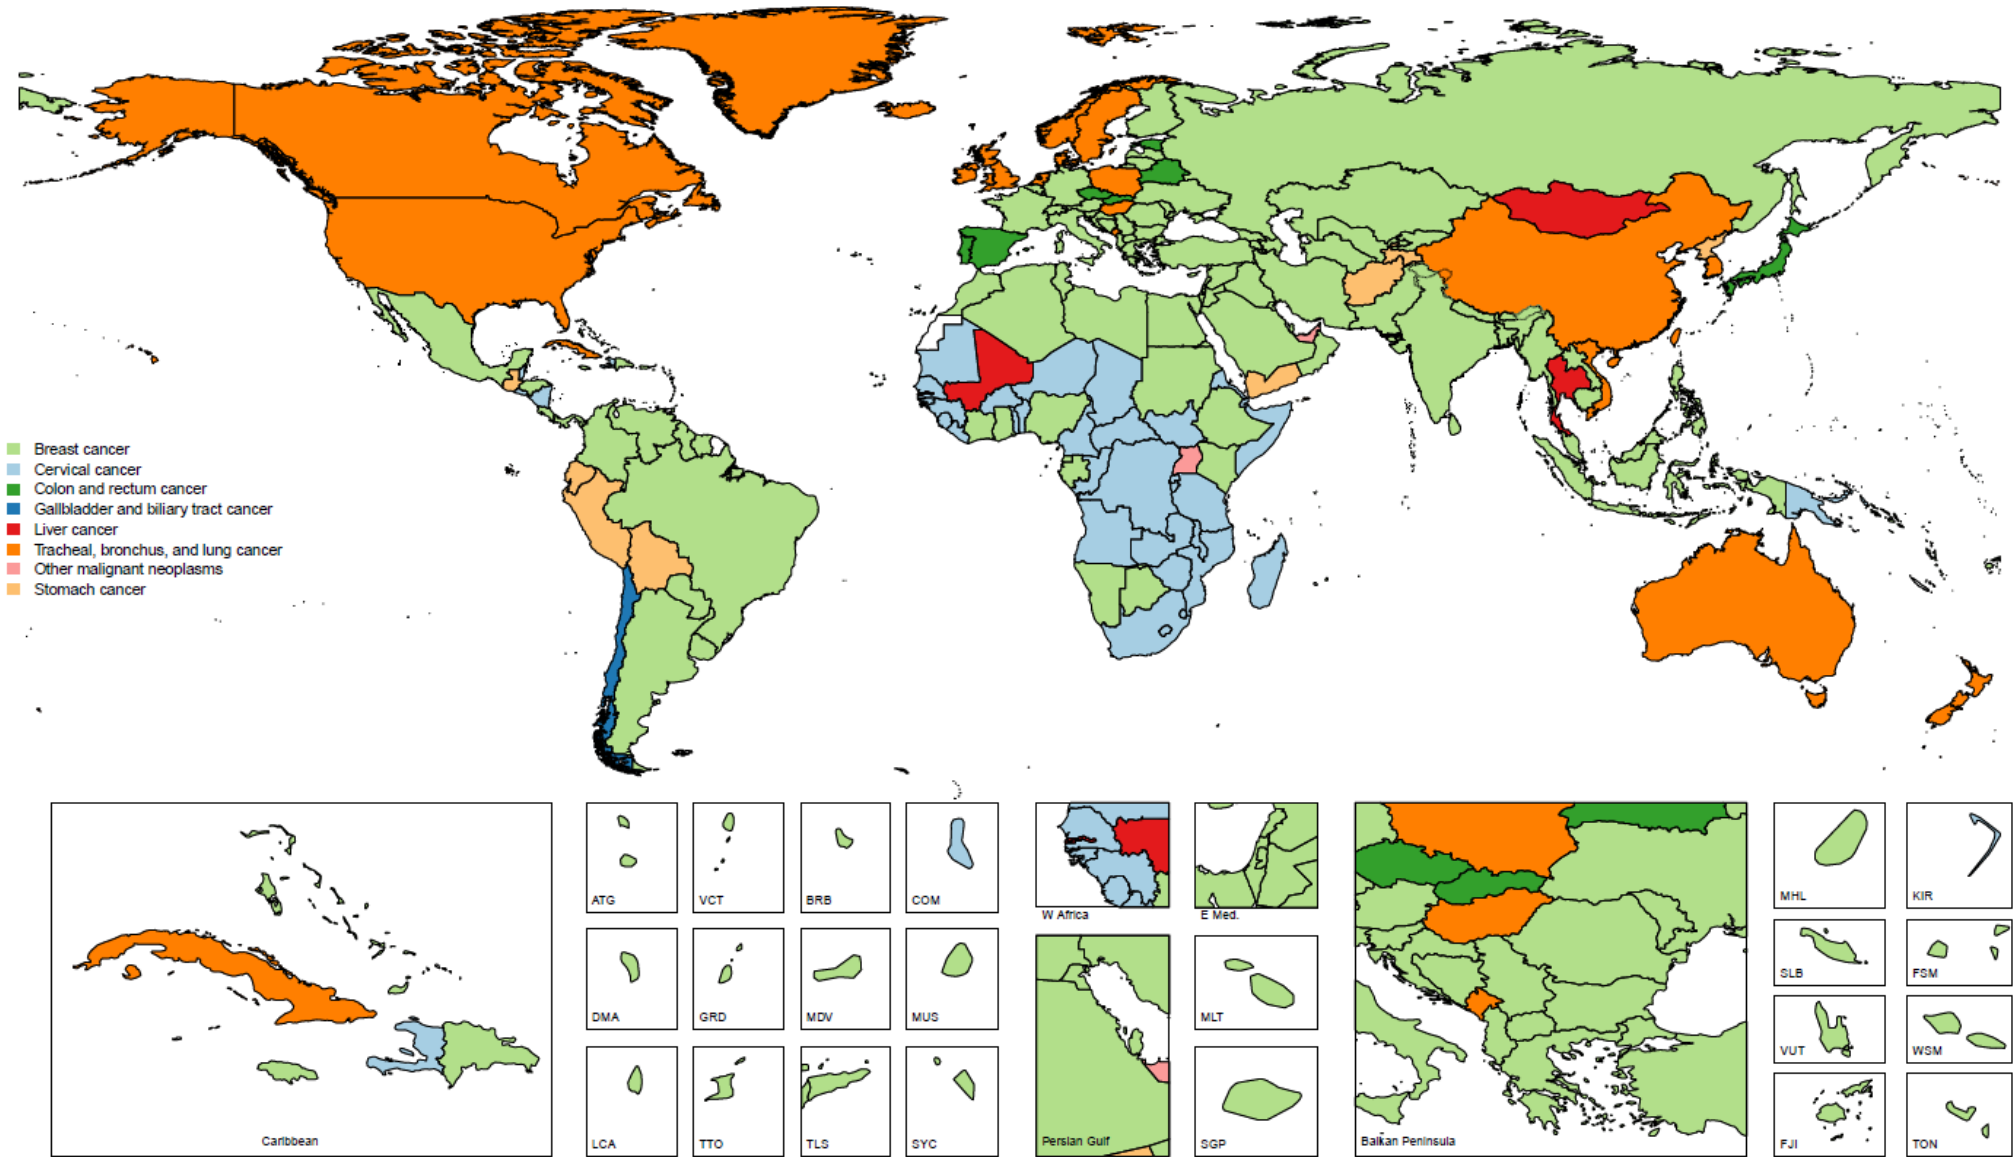 Breast cancer
Cervical cancer
Colon and rectum cancer
Gallbladder and biliary tract cancer
Liver cancer
Tracheal, bronchus, and lung cancer
Other malignant neoplasms
Stomach cancer
Caribbean
ATG
VCT
BRB
COM
DMA
GRD
MDV
MUS
LCA
TTO
TLS
SYC
W Africa
E Med.
Persian Gulf
MLT
SGP
Balkan Peninsula
MHL
KIR
SLB
FSM
VUT
WSM
FJI
TON